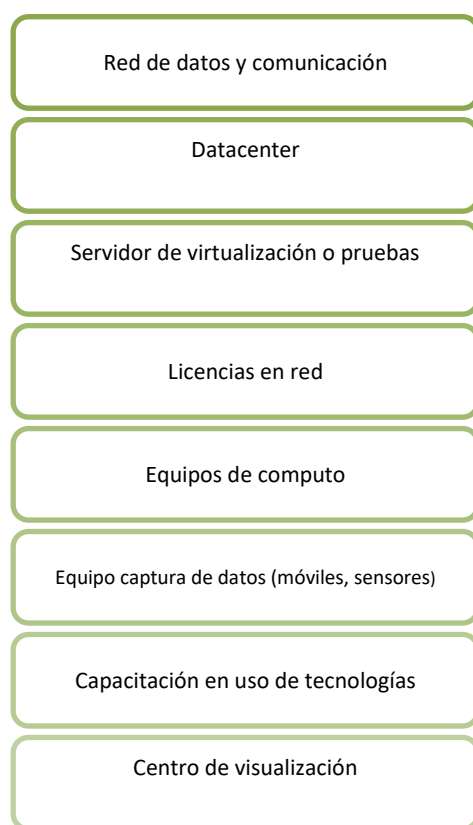 Red de datos y comunicación
Datacenter
Servidor de virtualización o pruebas
Licencias en red
Equipos de computo
Equipo captura de datos (móviles, sensores)
Capacitación en uso de tecnologías
Centro de visualización